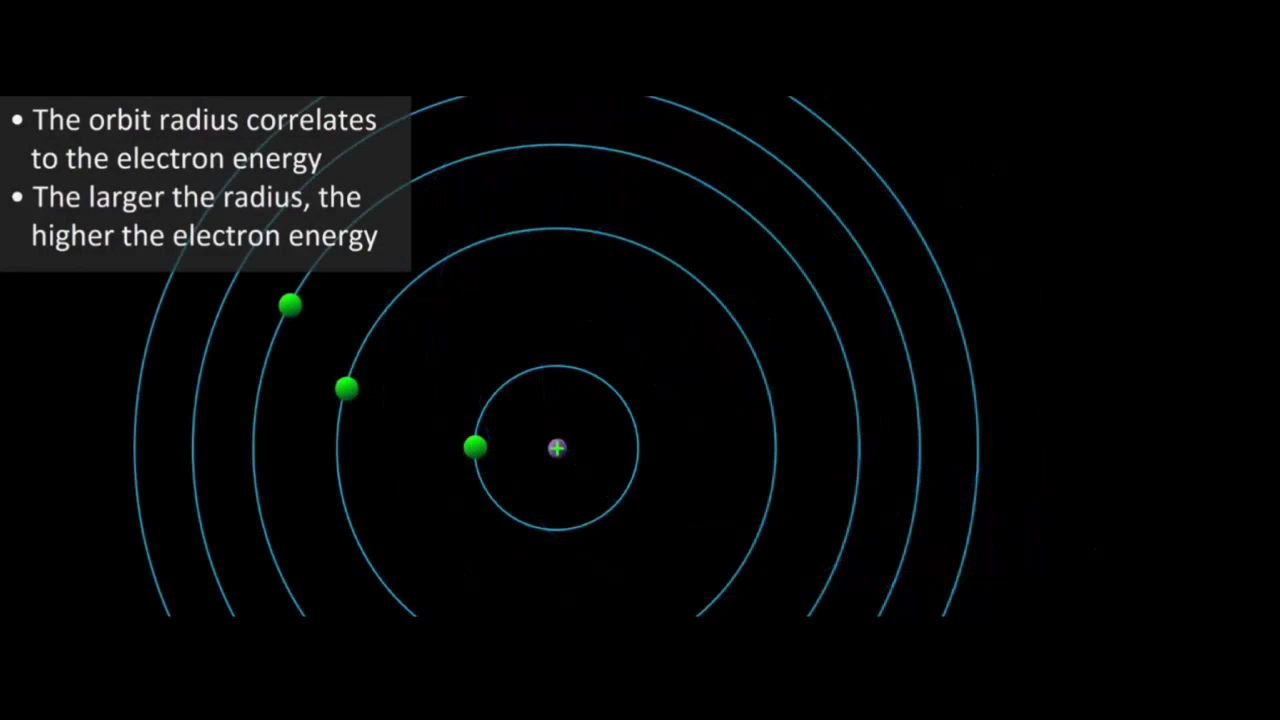 • The orbit radius correlates
to the electron energy
• The larger the radius, the
higher the electron energy
+